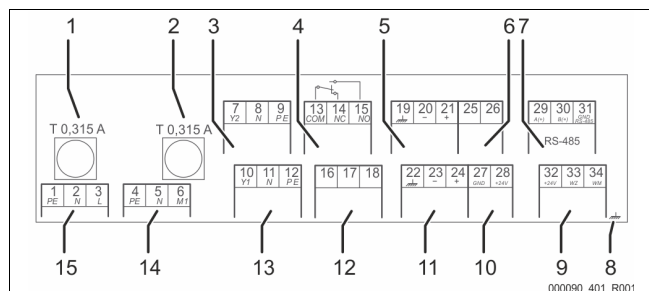 1 2 3 4 5 6 7
T 0,315 A T 0,315 A
7 8 9 13 14 15 19 20 21 25 26 29 30 31
Y2 N PE COM NC NO − + A(+) B(+) GND RS-485
RS-485
10 11 12 16 17 18 22 23 24 27 28 32 33 34
Y1 N PE − + GND +24V +24V WZ WM
1 2 3 4 5 6
PE N L PE N M1
15 14 13 12 11 10 9 8
000090_401_R001